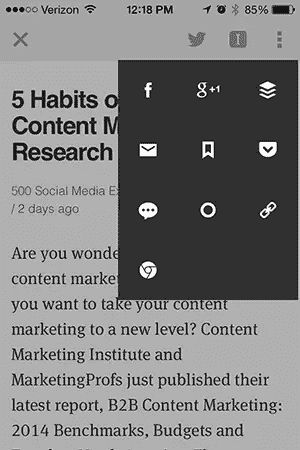 Verizon 12:18 PM 85%
f g+1
5 Habits o
Content M
Research
500 Social Media Ex
/ 2 days ago
Are you wonde
content market
you want to take your content
marketing to a new level? Content
Marketing Institute and
MarketingProfs just published their
latest report, B2B Content Marketing:
2014 Benchmarks, Budgets and